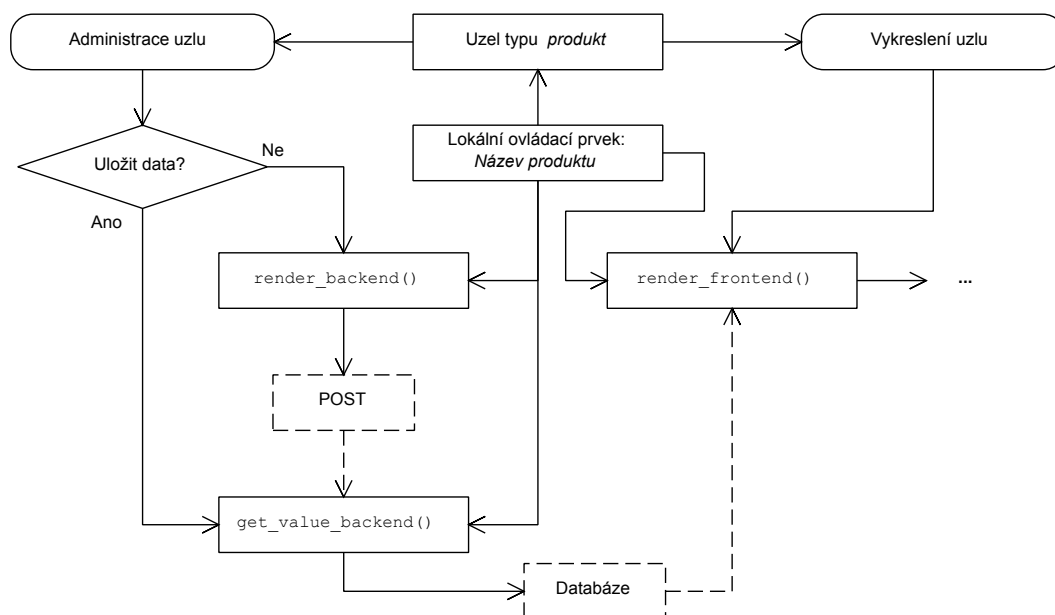 Administrace uzlu
Uzel typu produkt
Vykreslení uzlu
Lokální ovládací prvek:
Název produktu
Uložit data?
Ne
Ano
render_backend()
render_frontend()
...
POST
get_value_backend()
Databáze